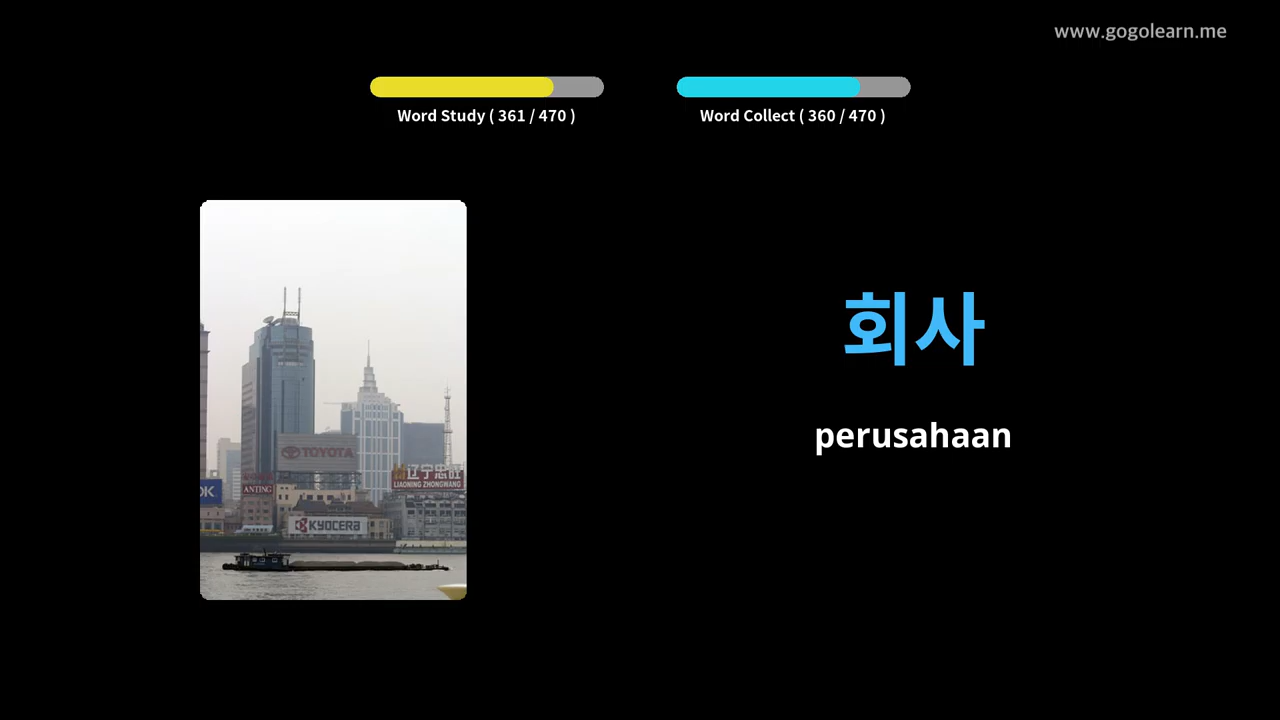 www.gogolearn.me
Word Study ( 361 / 470 )
Word Collect ( 360 / 470 )
회사
perusahaan
TOYOTA
辽宁忠旺
LIAONING ZHONGWANG
OK
ANTING
KYOCERA